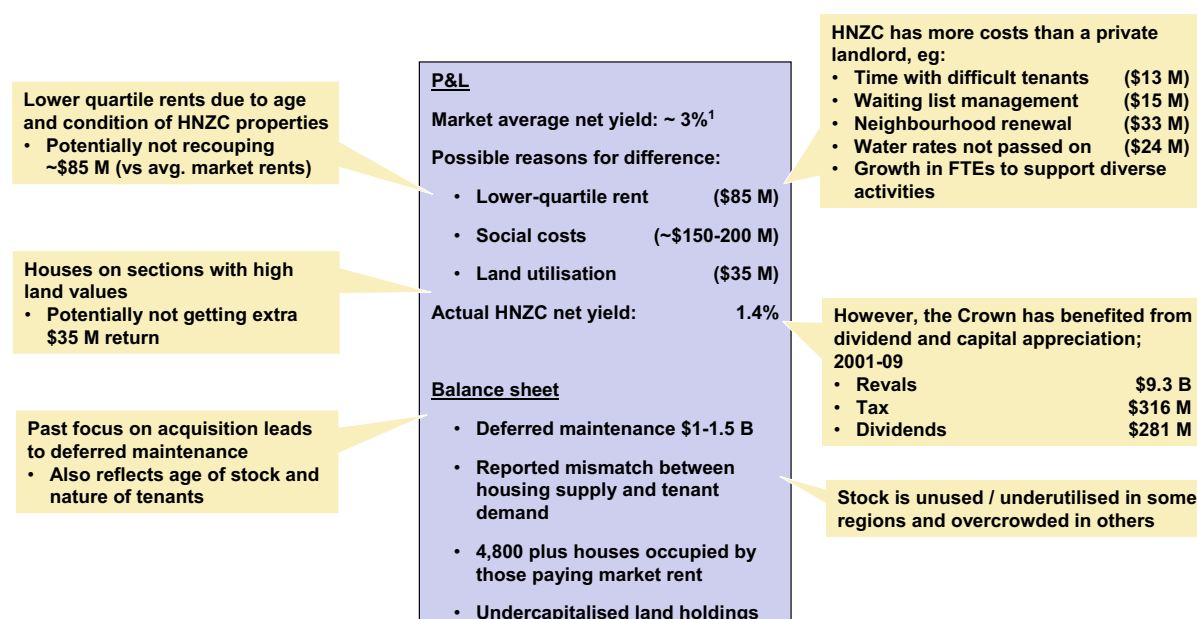 Lower quartile rents due to age
and condition of HNZC properties
• Potentially not recouping
~$85 M (vs avg. market rents)
Houses on sections with high
land values
• Potentially not getting extra
$35 M return
Past focus on acquisition leads
to deferred maintenance
• Also reflects age of stock and
nature of tenants
P&L
Market average net yield: ~ 3%¹
Possible reasons for difference:
• Lower-quartile rent ($85 M)
• Social costs (~$150-200 M)
• Land utilisation ($35 M)
Actual HNZC net yield: 1.4%
Balance sheet
• Deferred maintenance $1-1.5 B
• Reported mismatch between
housing supply and tenant
demand
• 4,800 plus houses occupied by
those paying market rent
• Undercapitalised land holdings
HNZC has more costs than a private
landlord, eg:
• Time with difficult tenants ($13 M)
• Waiting list management ($15 M)
• Neighbourhood renewal ($33 M)
• Water rates not passed on ($24 M)
• Growth in FTEs to support diverse
activities
However, the Crown has benefited from
dividend and capital appreciation;
2001-09
• Revals $9.3 B
• Tax $316 M
• Dividends $281 M
Stock is unused / underutilised in some
regions and overcrowded in others